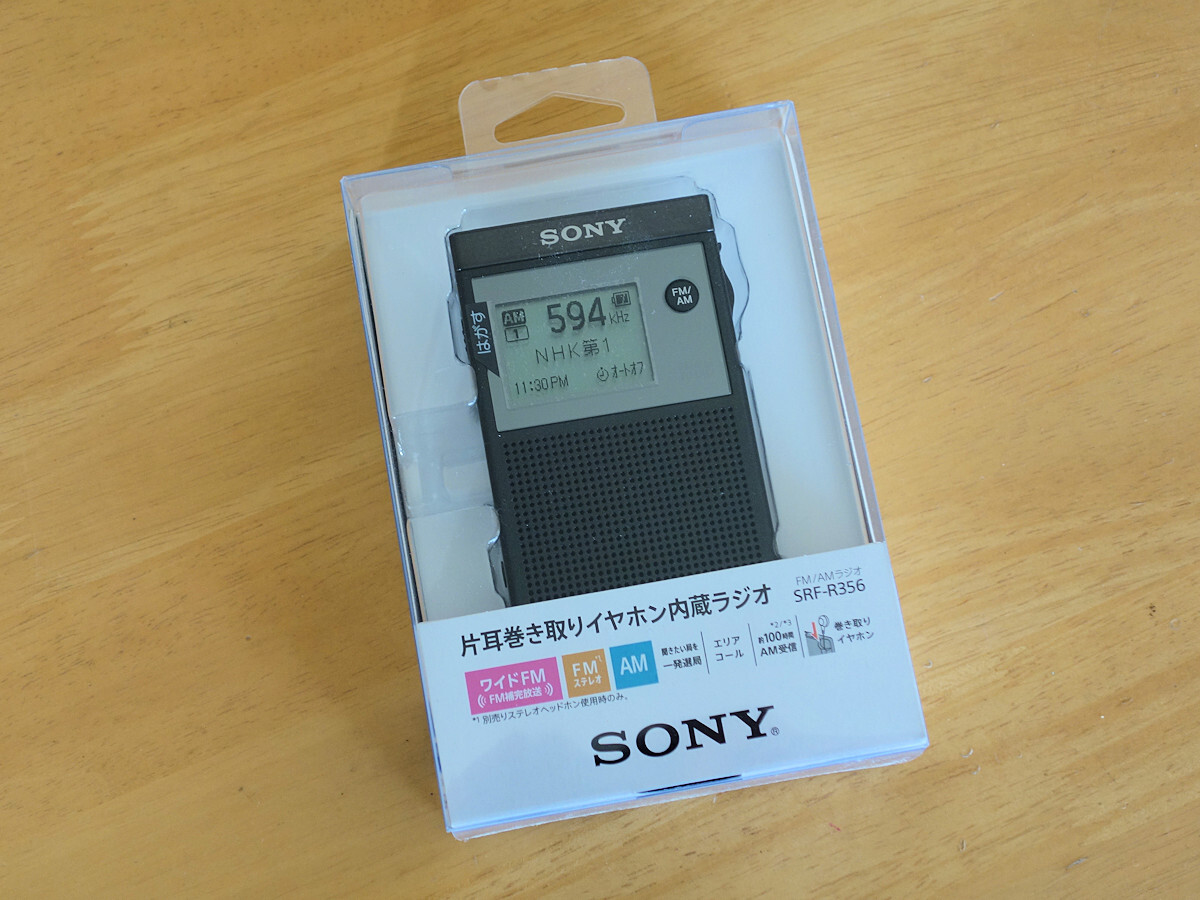 SONY
FM/
AM
はがす
AM 594 kHz
1
NHK第1
11:30PM オートオフ
FM/AMラジオ
片耳巻き取りイヤホン内蔵ラジオ SRF-R356
ワイドFM
FM補完放送
FM*1
ステレオ
AM
聞きたい局を
一発選局
エリア
コール
*2/*3
約100時間
AM受信
巻き取り
イヤホン
*1 別売りステレオヘッドホン使用時のみ。
SONY®